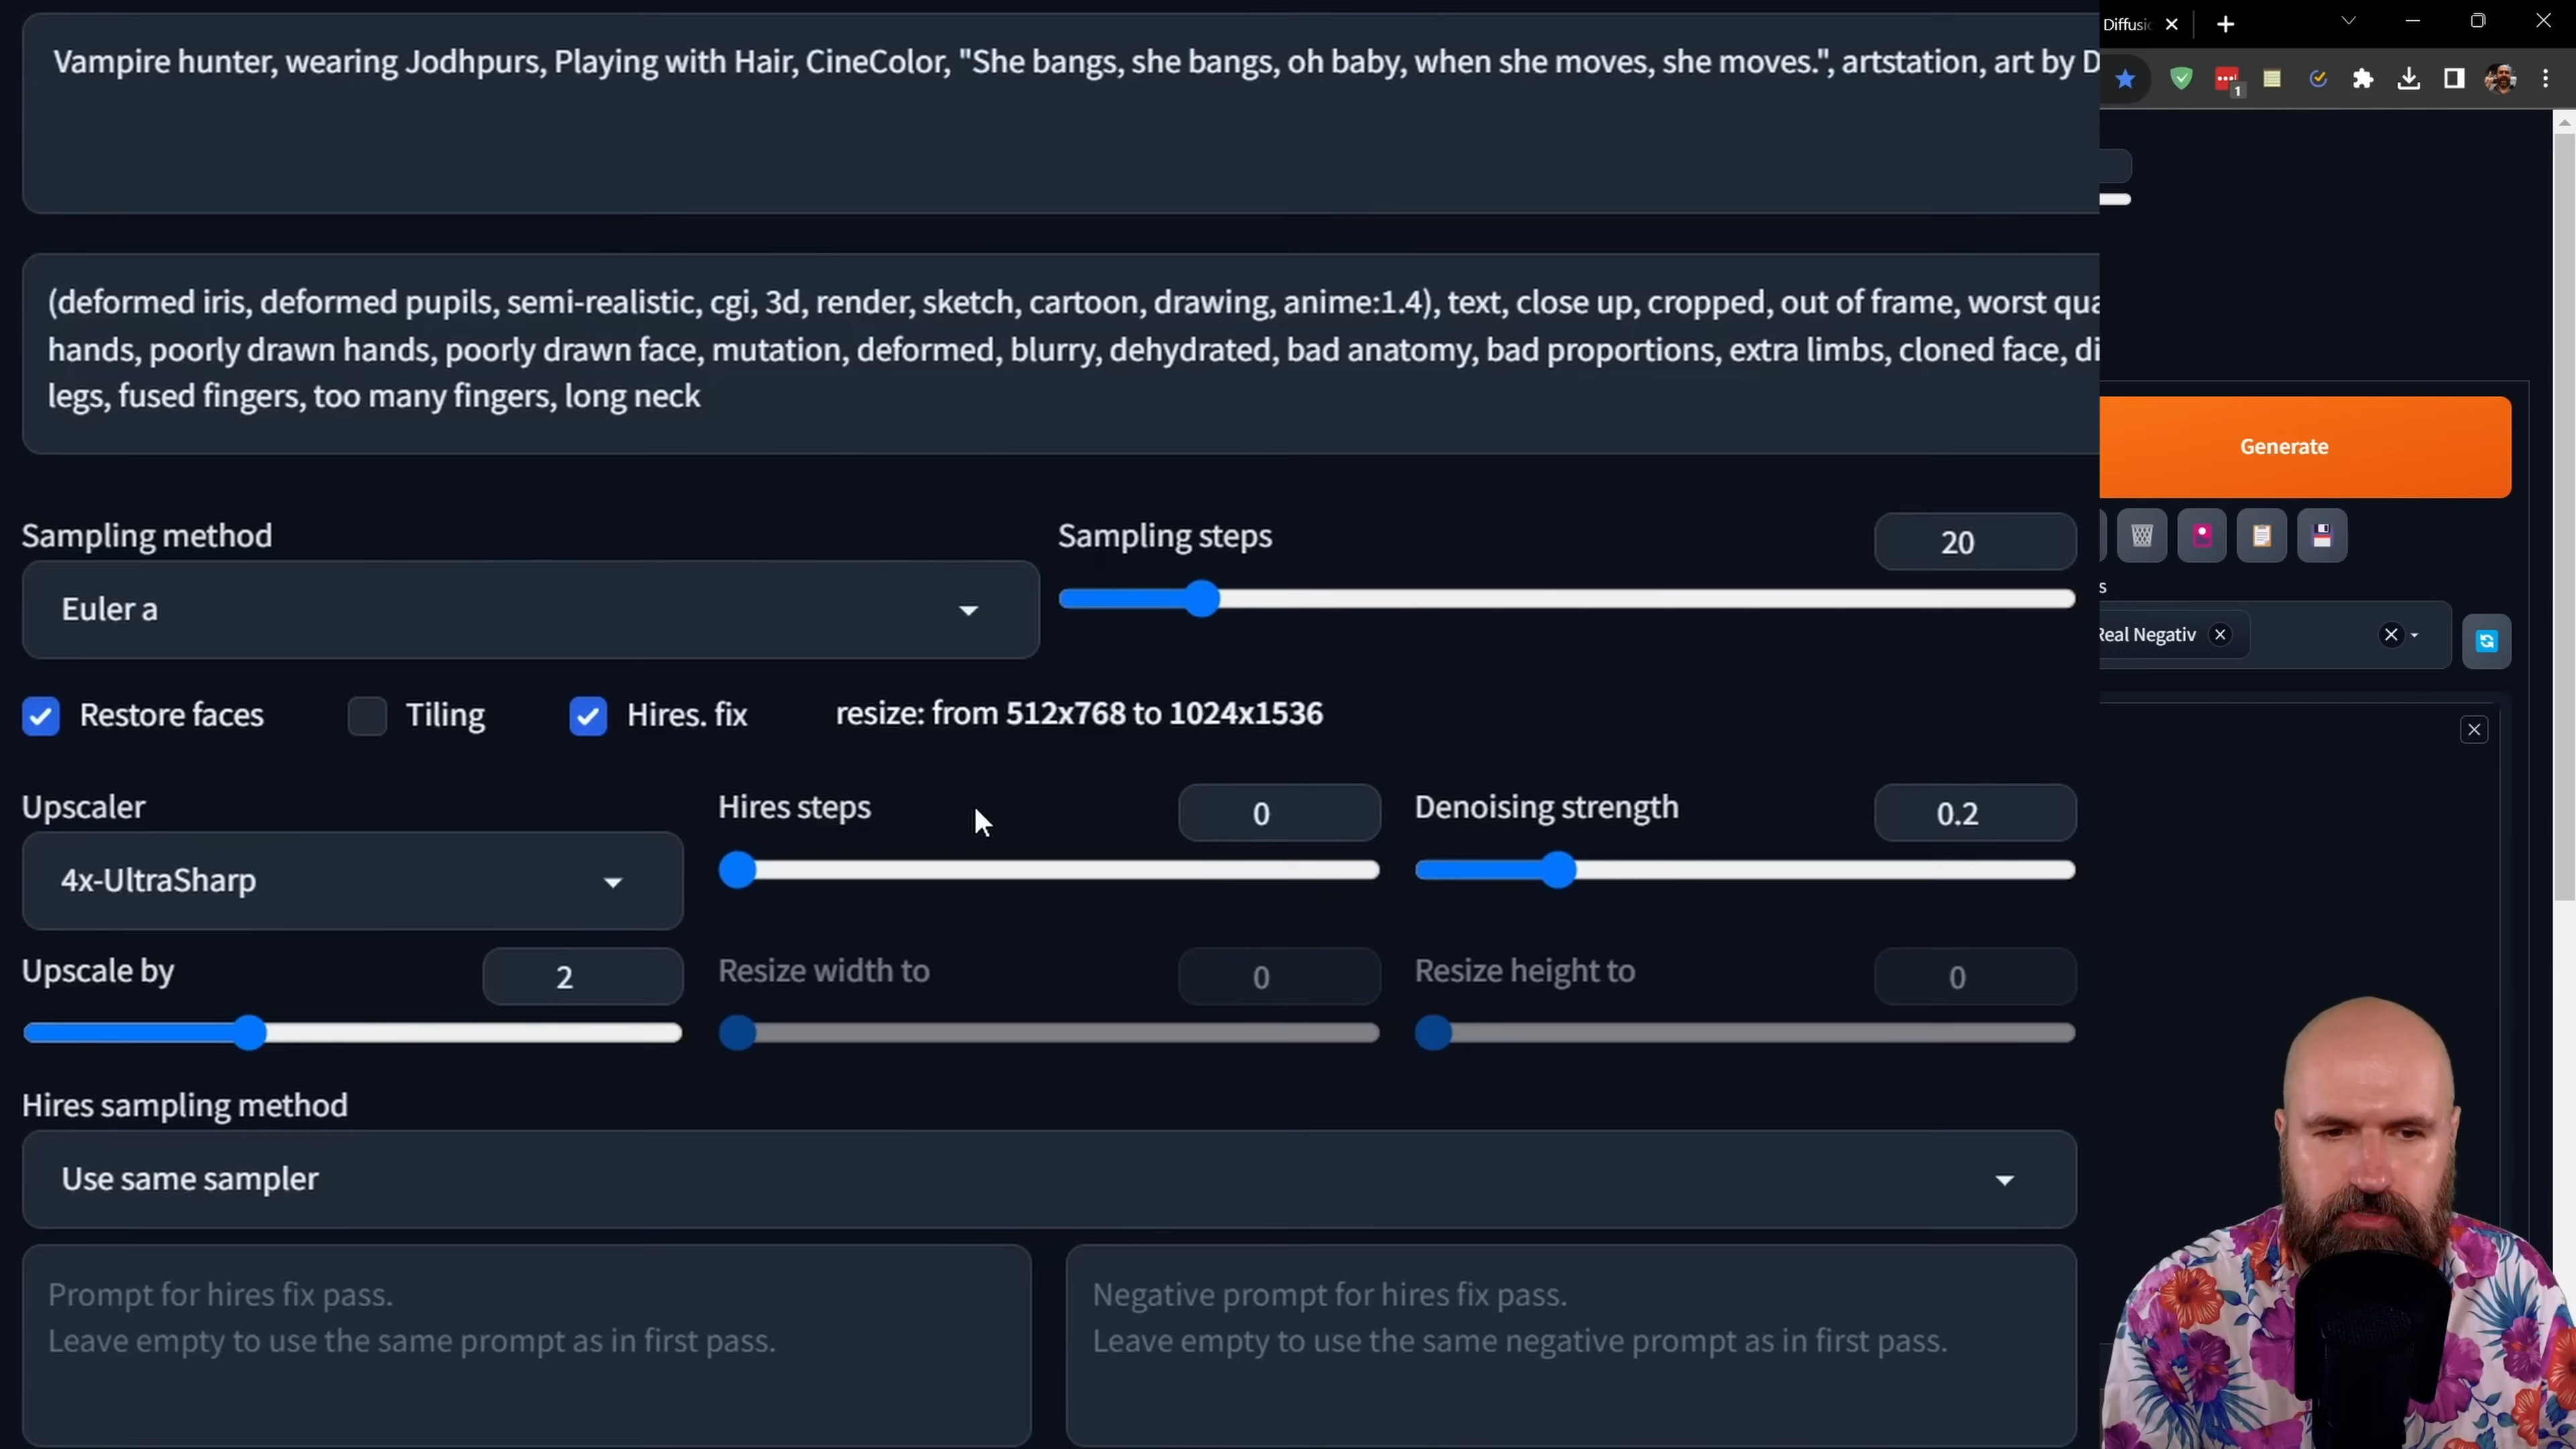 Diffusi
1
Vampire hunter, wearing Jodhpurs, Playing with Hair, CineColor, "She bangs, she bangs, oh baby, when she moves, she moves.", artstation, art by D
(deformed iris, deformed pupils, semi-realistic, cgi, 3d, render, sketch, cartoon, drawing, anime:1.4), text, close up, cropped, out of frame, worst qua
hands, poorly drawn hands, poorly drawn face, mutation, deformed, blurry, dehydrated, bad anatomy, bad proportions, extra limbs, cloned face, di
legs, fused fingers, too many fingers, long neck
Generate
s
Real Negativ
Sampling method
Sampling steps
20
Euler a
Restore faces
Tiling
Hires. fix
resize: from 512x768 to 1024x1536
Upscaler
Hires steps
0
Denoising strength
0.2
4x-UltraSharp
Upscale by
2
Resize width to
0
Resize height to
0
Hires sampling method
Use same sampler
Prompt for hires fix pass.
Leave empty to use the same prompt as in first pass.
Negative prompt for hires fix pass.
Leave empty to use the same negative prompt as in first pass.